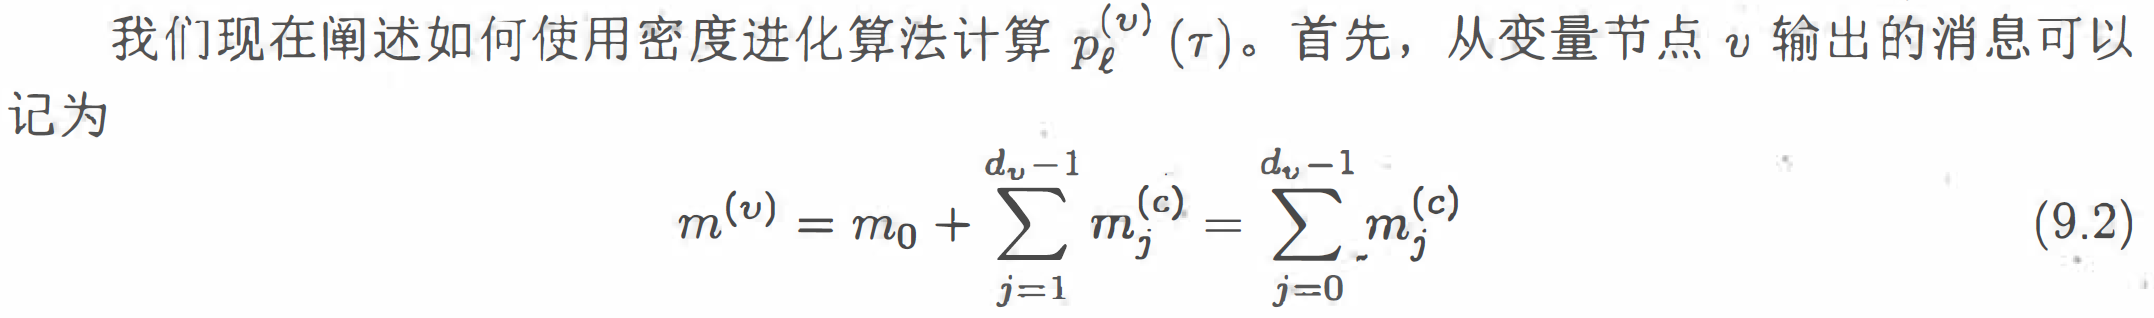 我们现在阐述如何使用密度进化算法计算 $p_{\ell}^{(v)}(\tau)$。首先，从变量节点 $v$ 输出的消息可以
记为
$m^{(v)} = m_0 + \sum_{j=1}^{d_v-1} m_j^{(c)} = \sum_{j=0}^{d_v-1} m_j^{(c)}$ (9.2)